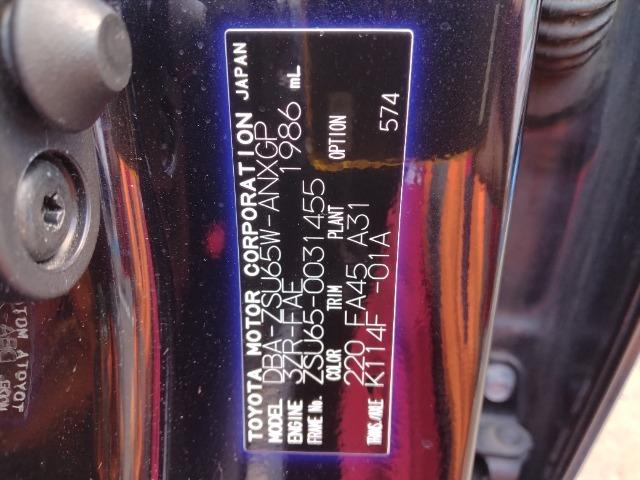 TOYOTA MOTOR CORPORATION JAPAN
MODEL DBA-ZSU65W-ANXGP
ENGINE 3ZR-FAE 1986 mL
FRAME No. ZSU65-0031455
COLOR TRIM PLANT OPTION
220 FA45 A31 574
TRANS/AXLE K114F -01A